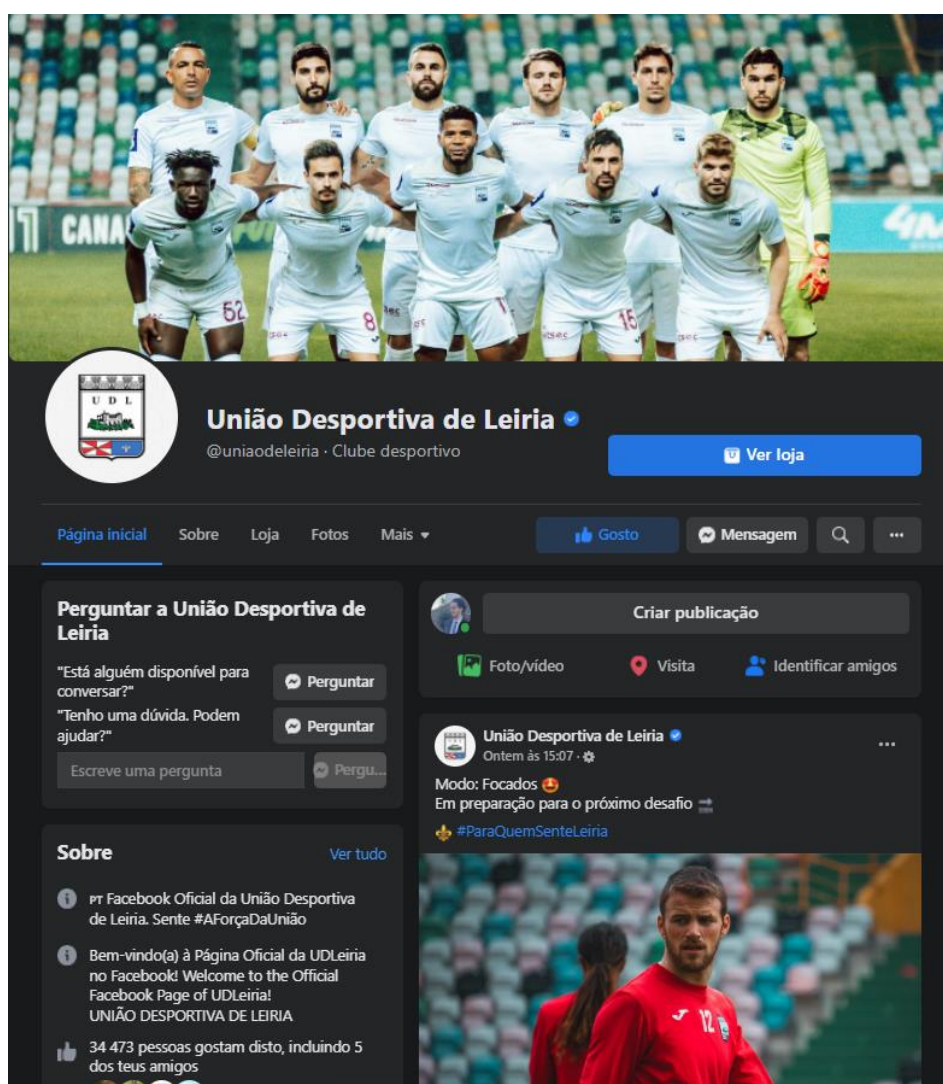 CANA
52
8
15
U D L
União Desportiva de Leiria
@uniaodeleiria · Clube desportivo
Ver loja
Página inicial
Sobre
Loja
Fotos
Mais
Gosto
Mensagem
Perguntar a União Desportiva de
Leiria
"Está alguém disponível para
conversar?"
Perguntar
"Tenho uma dúvida. Podem
ajudar?"
Perguntar
Escreve uma pergunta
Pergu...
Sobre
Ver tudo
PT Facebook Oficial da União Desportiva
de Leiria. Sente #AForçaDaUnião
Bem-vindo(a) à Página Oficial da UDLeiria
no Facebook! Welcome to the Official
Facebook Page of UDLeiria!
UNIÃO DESPORTIVA DE LEIRIA
34 473 pessoas gostam disto, incluindo 5
dos teus amigos
Criar publicação
Foto/vídeo
Visita
Identificar amigos
União Desportiva de Leiria
Ontem às 15:07
Modo: Focados
Em preparação para o próximo desafio
#ParaQuemSenteLeiria
12